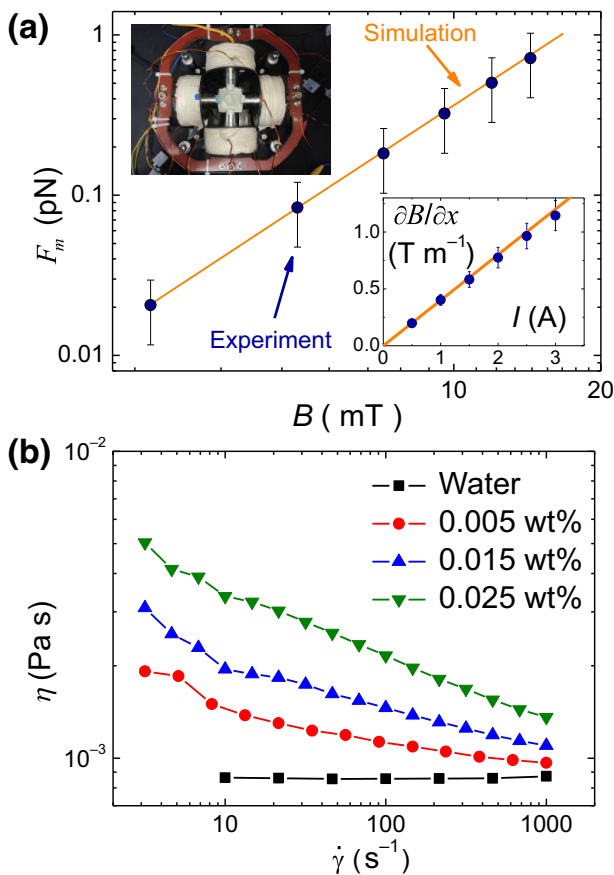 (a)
1
Simulation
F_m (pN)
0.1
∂B/∂x
(T m⁻¹)
1.0
0.5
0.0
0 1 2 3
I (A)
Experiment
0.01
10 20
B ( mT )
(b)
10⁻²
Water
0.005 wt%
0.015 wt%
0.025 wt%
η (Pa s)
10⁻³
10 100 1000
γ̇ (s⁻¹)